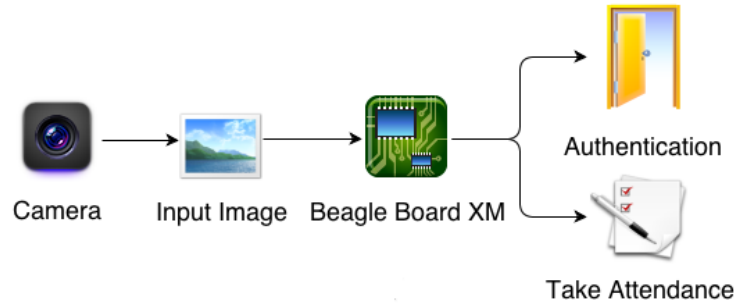 Camera
Input Image
Beagle Board XM
Authentication
Take Attendance